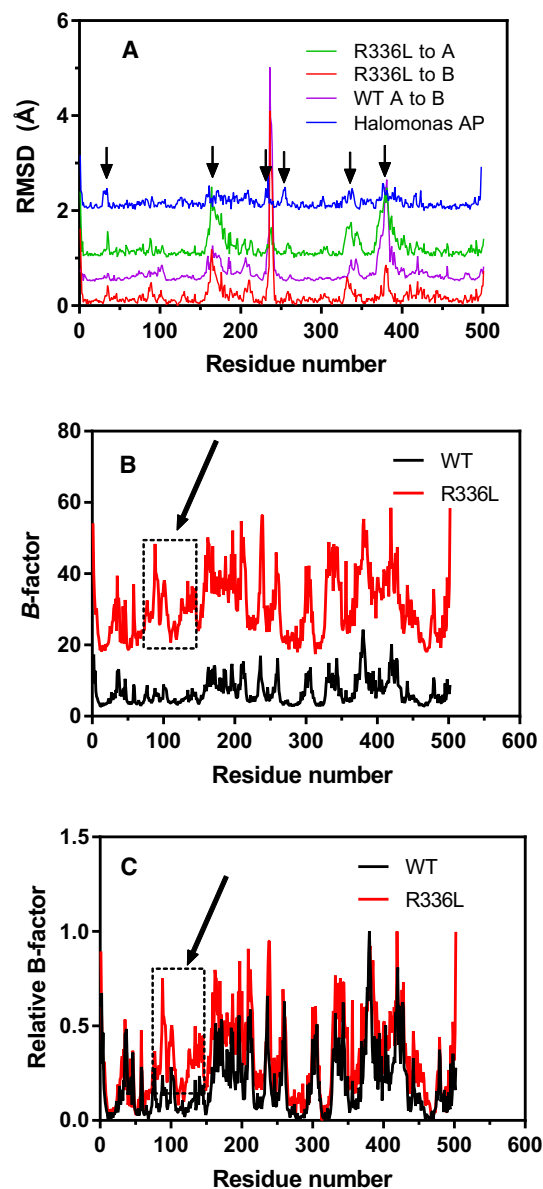 A
R336L to A
R336L to B
WT A to B
Halomonas AP
RMSD (Å)
6
4
2
0
0 100 200 300 400 500
Residue number
B
WT
R336L
B-factor
80
60
40
20
0
0 100 200 300 400 500 600
Residue number
C
WT
R336L
Relative B-factor
1.5
1.0
0.5
0.0
0 100 200 300 400 500 600
Residue number